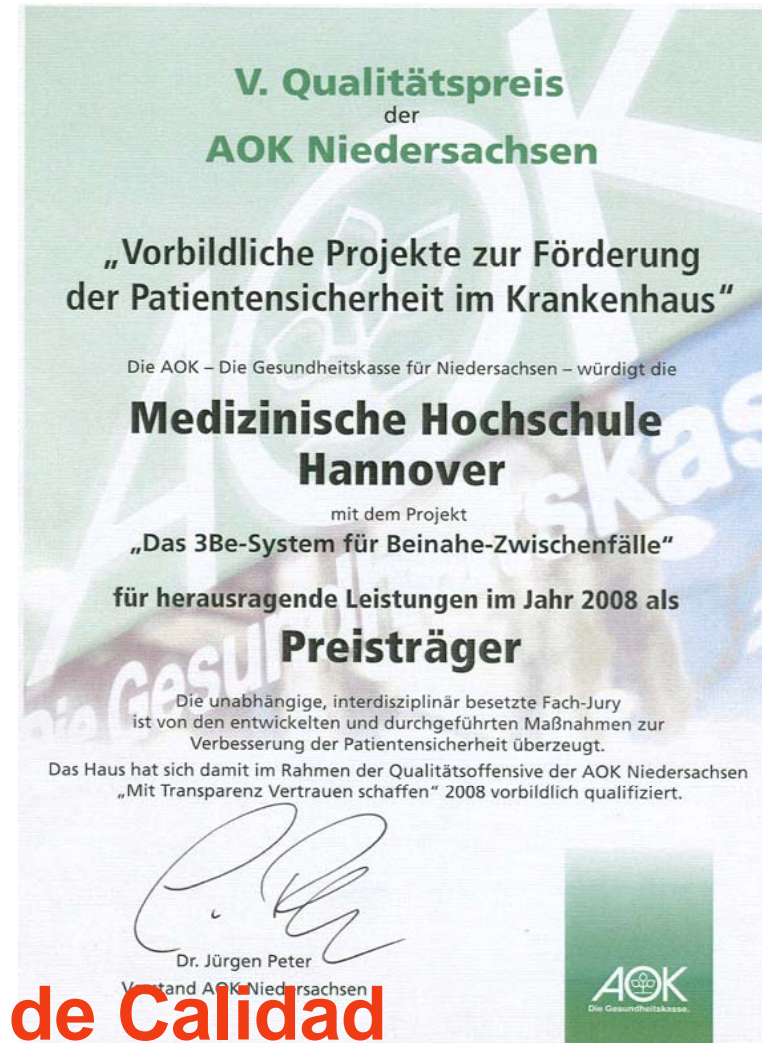 V. Qualitätspreis
der
AOK Niedersachsen
„Vorbildliche Projekte zur Förderung
der Patientensicherheit im Krankenhaus"
Die AOK – Die Gesundheitskasse für Niedersachsen – würdigt die
Medizinische Hochschule
Hannover
mit dem Projekt
„Das 3Be-System für Beinahe-Zwischenfälle"
für herausragende Leistungen im Jahr 2008 als
Preisträger
Die unabhängige, interdisziplinär besetzte Fach-Jury
ist von den entwickelten und durchgeführten Maßnahmen zur
Verbesserung der Patientensicherheit überzeugt.
Das Haus hat sich damit im Rahmen der Qualitätsoffensive der AOK Niedersachsen
„Mit Transparenz Vertrauen schaffen" 2008 vorbildlich qualifiziert.
Dr. Jürgen Peter
Vorstand AOK Niedersachsen
de Calidad
AOK
Die Gesundheitskasse.